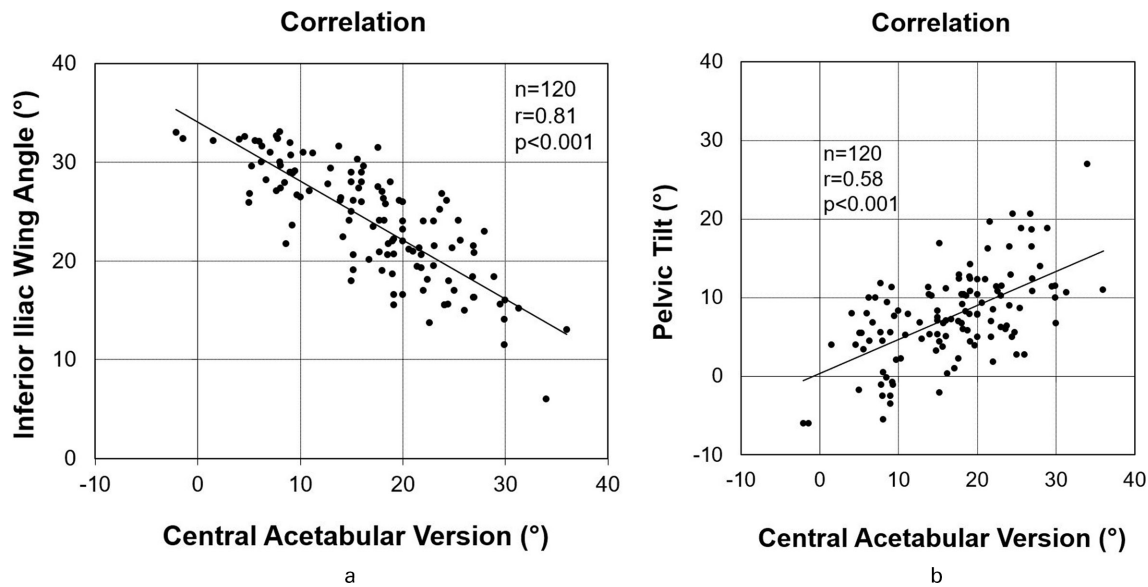 Correlation
40
30
20
10
0
-10
0
10
20
30
40
Inferior Iliac Wing Angle (°)
n=120
r=0.81
p<0.001
Central Acetabular Version (°)
a
Correlation
40
30
20
10
0
-10
-10
0
10
20
30
40
Pelvic Tilt (°)
n=120
r=0.58
p<0.001
Central Acetabular Version (°)
b